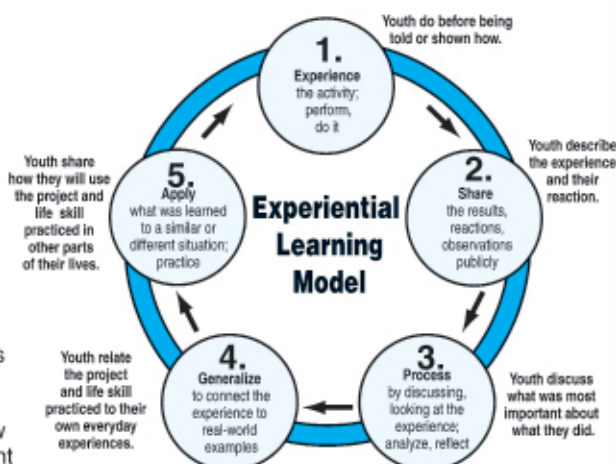 Youth do before being
told or shown how.
1.
Experience
the activity;
perform,
do it
Youth describe
the experience
and their
reaction.
2.
Share
the results,
reactions,
observations
publicly
Youth share
how they will use
the project and
life skill
practiced in
other parts
of their lives.
5.
Apply
what was learned
to a similar or
different situation;
practice
Experiential
Learning
Model
3.
Process
by discussing,
looking at the
experience;
analyze, reflect
Youth discuss
what was most
important about
what they did.
4.
Generalize
to connect the
experience to
real-world
examples
Youth relate
the project
and life skill
practiced to their
own everyday
experiences.